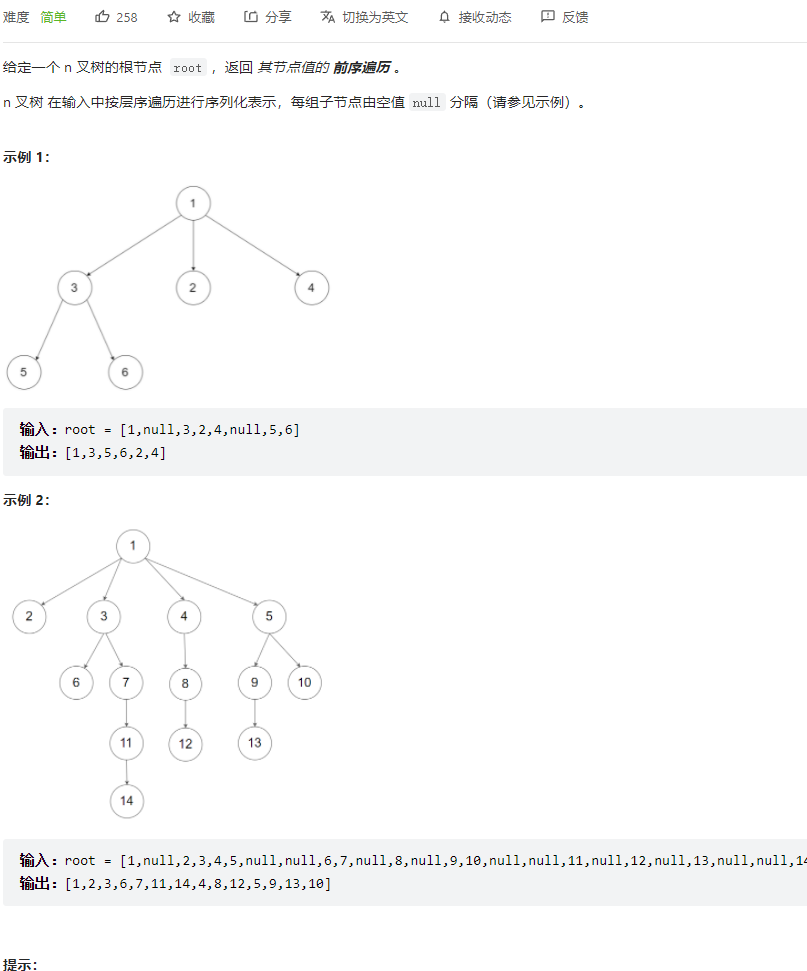 难度 简单 258 收藏 分享 切换为英文 接收动态 反馈
给定一个 n 叉树的根节点 root ，返回 其节点值的 前序遍历 。
n 叉树 在输入中按层序遍历进行序列化表示，每组子节点由空值 null 分隔（请参见示例）。
示例 1：
1
3 2 4
5 6
输入：root = [1,null,3,2,4,null,5,6]
输出：[1,3,5,6,2,4]
示例 2：
1
2 3 4 5
6 7 8 9 10
11 12 13
14
输入：root = [1,null,2,3,4,5,null,null,6,7,null,8,null,9,10,null,null,11,null,12,null,13,null,null,14
输出：[1,2,3,6,7,11,14,4,8,12,5,9,13,10]
提示：